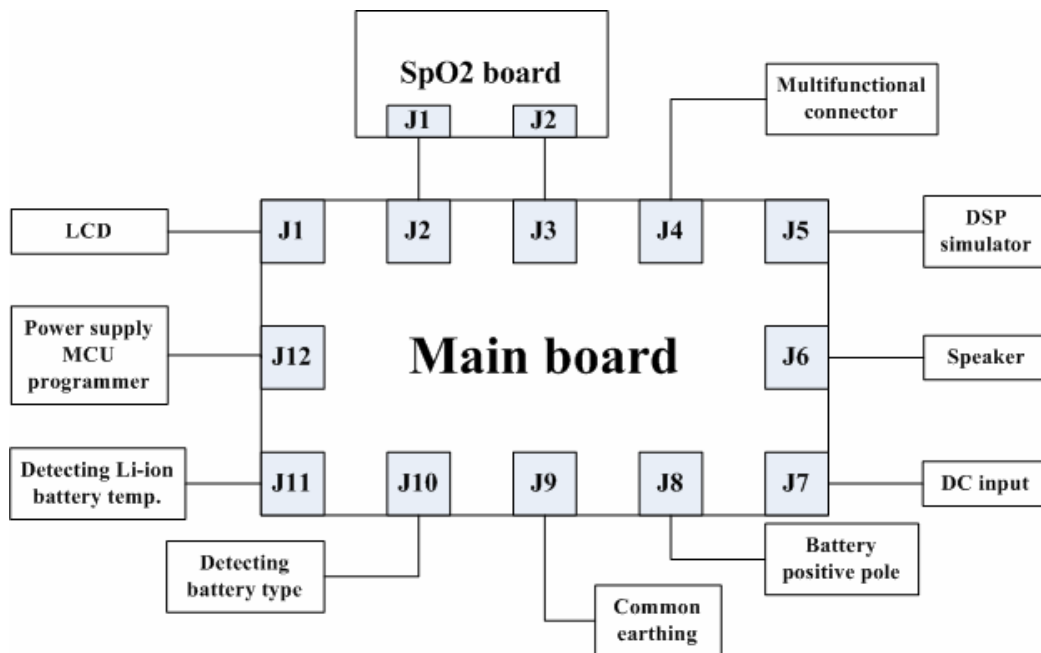 SpO2 board
J1
J2
Multifunctional
connector
LCD
J1
J2
J3
J4
J5
DSP
simulator
Power supply
MCU
programmer
J12
Main board
J6
Speaker
Detecting Li-ion
battery temp.
J11
J10
J9
J8
J7
DC input
Detecting
battery type
Battery
positive pole
Common
earthing